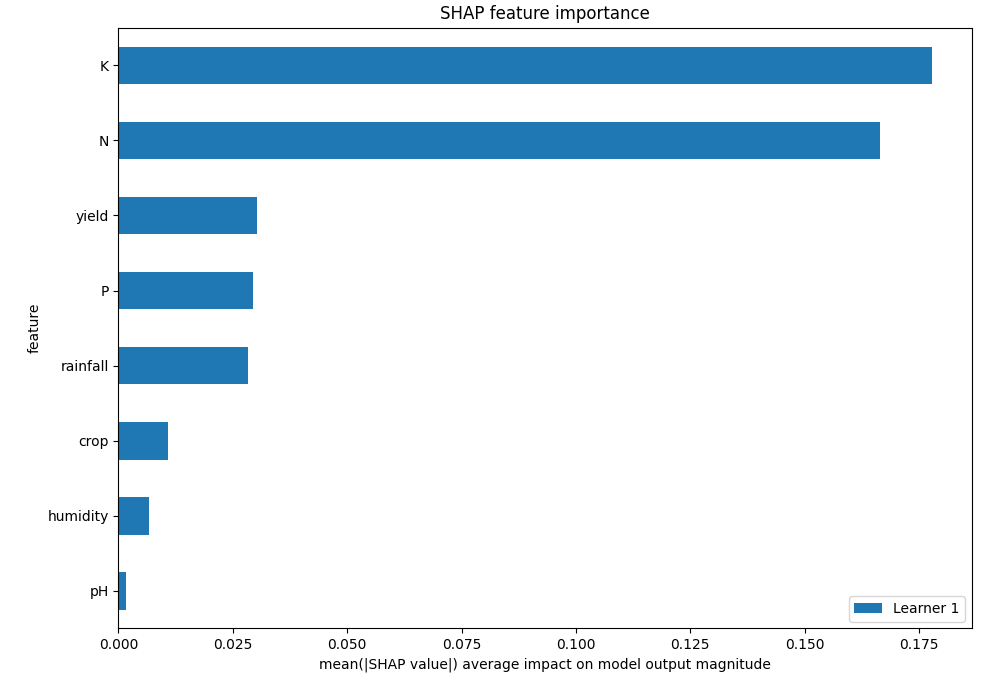 SHAP feature importance
K
N
yield
P
rainfall
crop
humidity
pH
feature
Learner 1
0.000 0.025 0.050 0.075 0.100 0.125 0.150 0.175
mean(|SHAP value|) average impact on model output magnitude